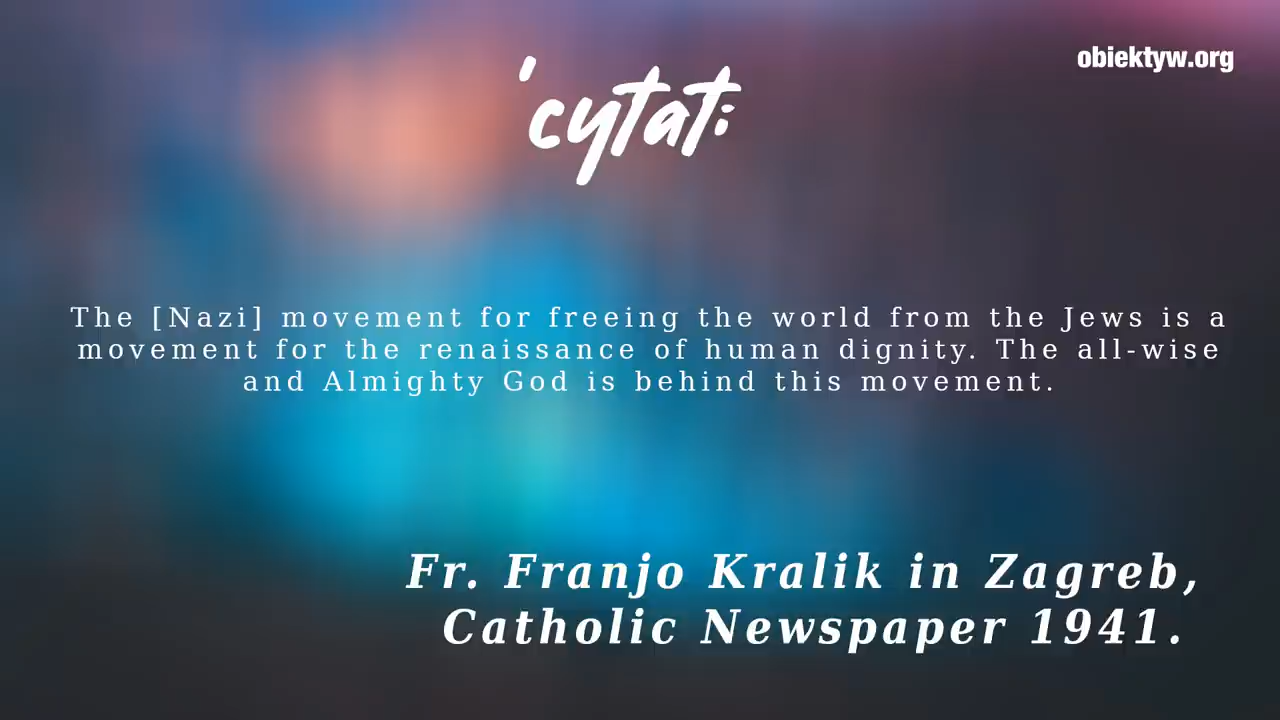 obiektyw.org
'cytat:
The [Nazi] movement for freeing the world from the Jews is a
movement for the renaissance of human dignity. The all-wise
and Almighty God is behind this movement.
Fr. Franjo Kralik in Zagreb,
Catholic Newspaper 1941.